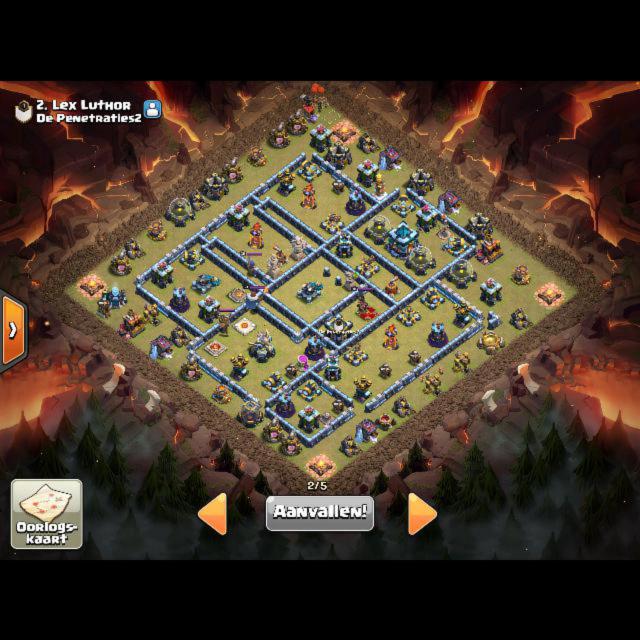 2. Lex Luthor
De Penetraties2
2/5
Aanvallen!
Oorlogs-
kaart